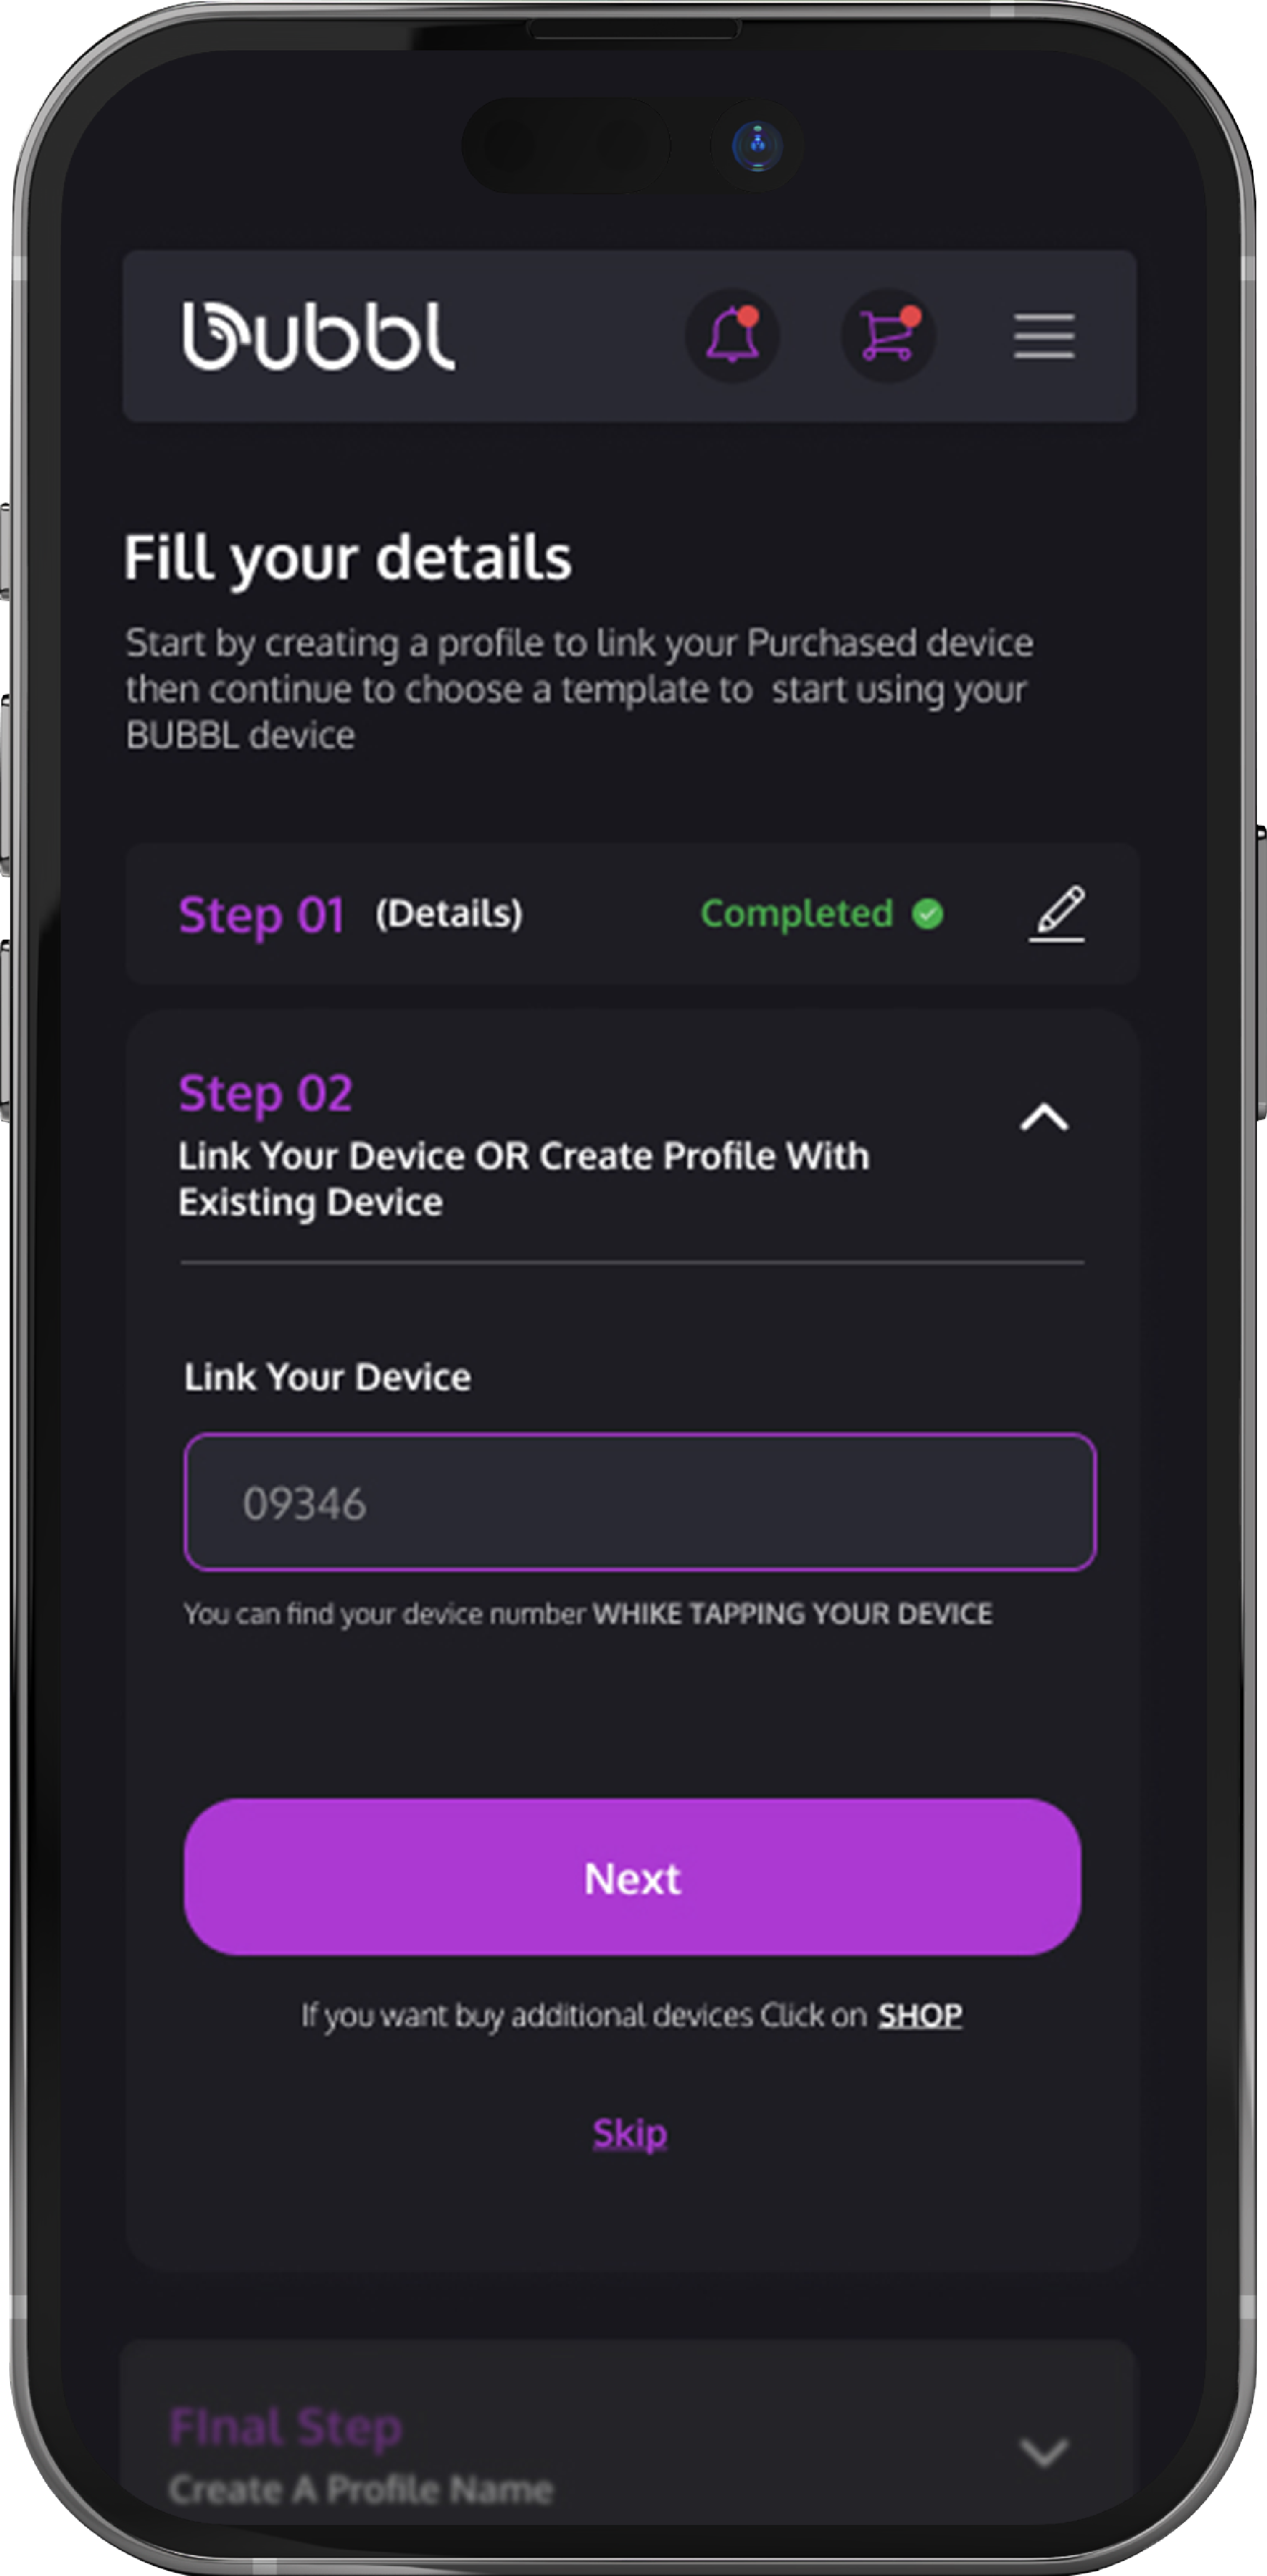 bubbl
Fill your details
Start by creating a profile to link your Purchased device
then continue to choose a template to start using your
BUBBL device
Step 01 (Details) Completed
Step 02
Link Your Device OR Create Profile With
Existing Device
Link Your Device
09346
You can find your device number WHIKE TAPPING YOUR DEVICE
Next
If you want buy additional devices Click on SHOP
Skip
FInal Step
Create A Profile Name